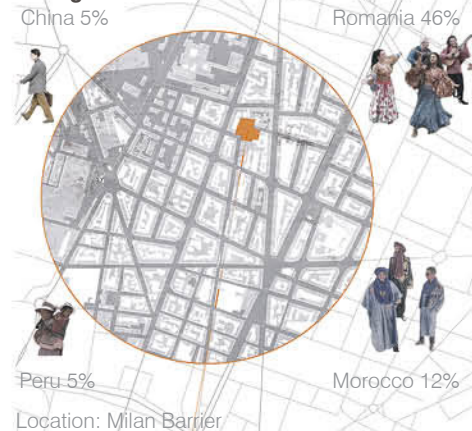 China 5%
Romania 46%
Peru 5%
Morocco 12%
Location: Milan Barrier